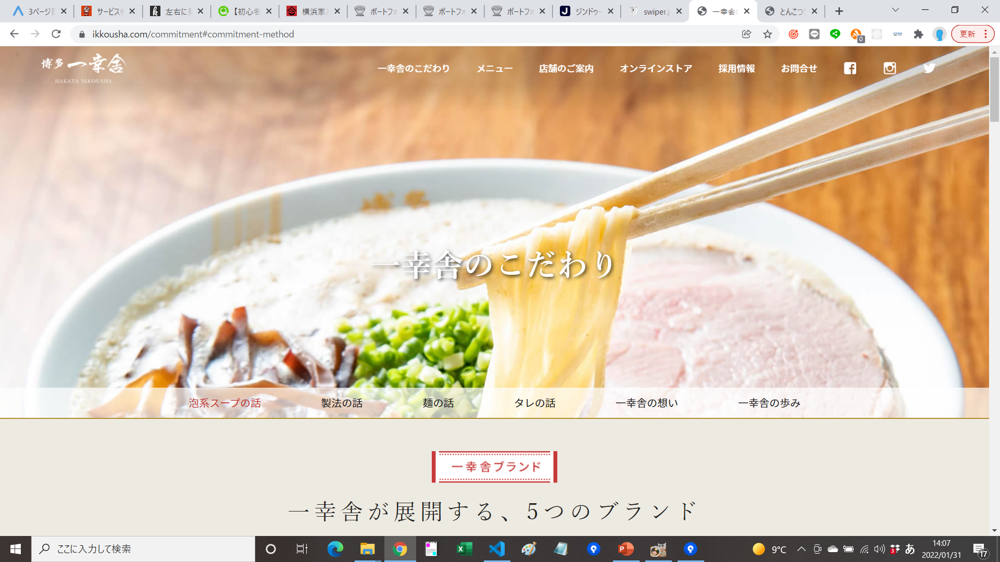 3ページ目
サービス
左右に
【初心者
横浜家
ポートフォ
ポートフォ
ポートフォ
ジンドゥー
swiper.j
一幸舎の
とんこつ
ikkousha.com/commitment#commitment-method
更新
0
博多 一幸舎
HAKATA IKKOUSHA
一幸舎のこだわり メニュー 店舗のご案内 オンラインストア 採用情報 お問合せ
一幸舎のこだわり
泡系スープの話 製法の話 麺の話 タレの話 一幸舎の想い 一幸舎の歩み
一幸舎ブランド
一幸舎が展開する、5つのブランド
ここに入力して検索
9°C
3
あ
14:07
2022/01/31
17